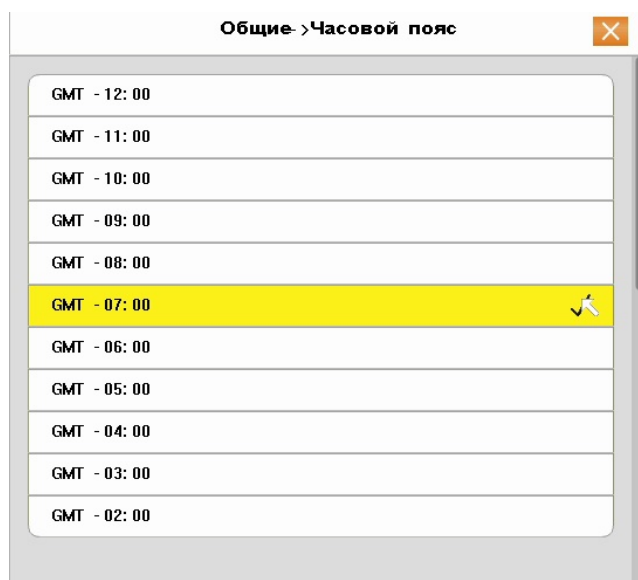 Общие->Часовой пояс
GMT - 12: 00
GMT - 11: 00
GMT - 10: 00
GMT - 09: 00
GMT - 08: 00
GMT - 07: 00
GMT - 06: 00
GMT - 05: 00
GMT - 04: 00
GMT - 03: 00
GMT - 02: 00